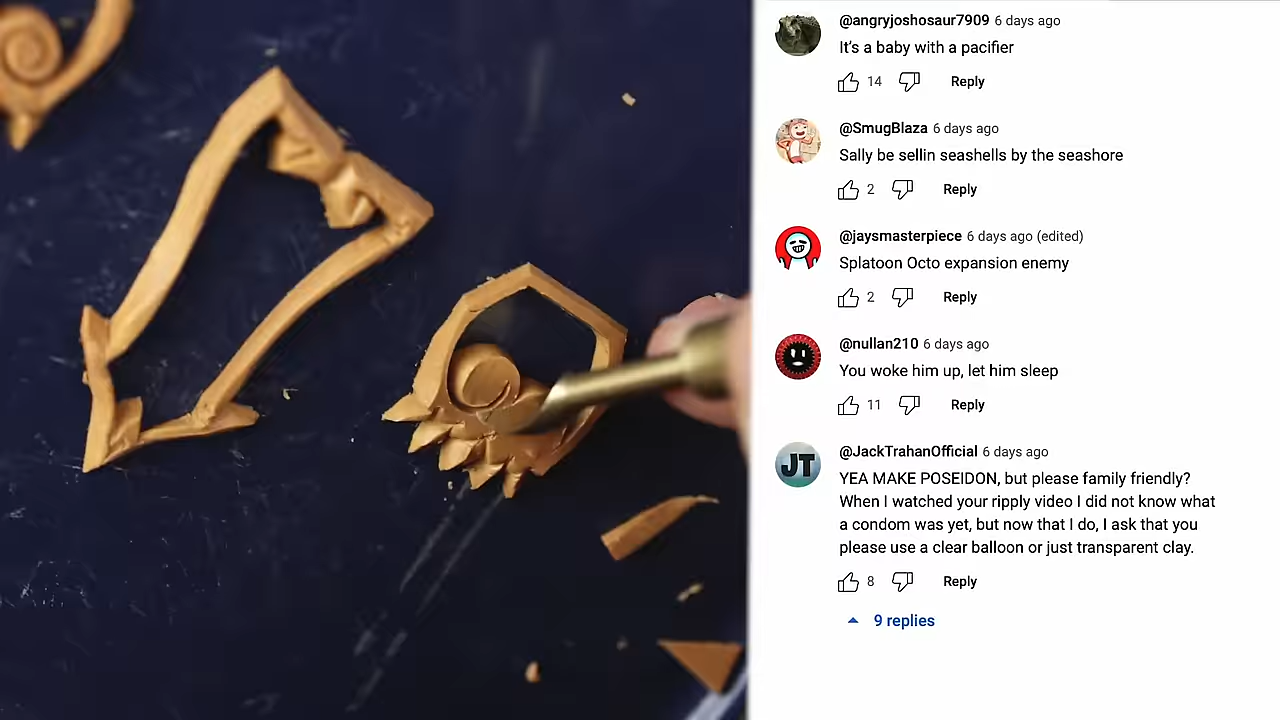 @angryjoshosaur7909 6 days ago
It's a baby with a pacifier
14 Reply
@SmugBlaza 6 days ago
Sally be sellin seashells by the seashore
2 Reply
@jaysmasterpiece 6 days ago (edited)
Splatoon Octo expansion enemy
2 Reply
@nullan210 6 days ago
You woke him up, let him sleep
11 Reply
JT @JackTrahanOfficial 6 days ago
YEA MAKE POSEIDON, but please family friendly?
When I watched your ripply video I did not know what
a condom was yet, but now that I do, I ask that you
please use a clear balloon or just transparent clay.
8 Reply
9 replies